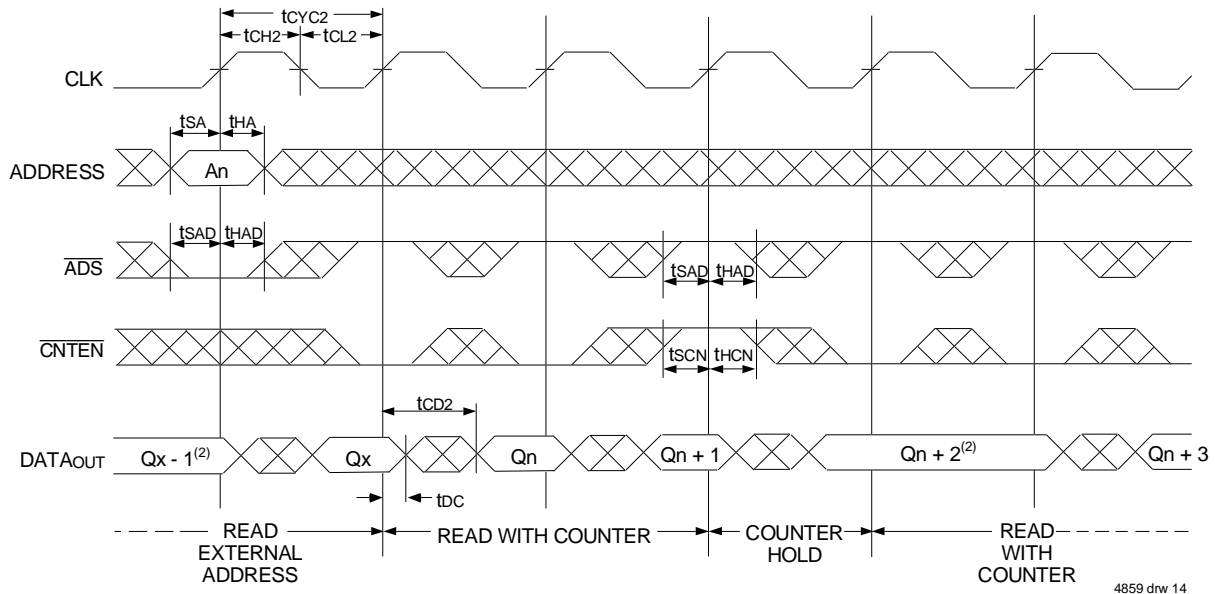 tCYC2
tCH2 tCL2
CLK
tSA tHA
ADDRESS An
tSAD tHAD
ADS
tSAD tHAD
CNTEN
tSCN tHCN
tCD2
DATAOUT Qx - 1(2) Qx Qn Qn + 1 Qn + 2(2) Qn + 3
tDC
READ EXTERNAL ADDRESS
READ WITH COUNTER
COUNTER HOLD
READ WITH COUNTER
4859 drw 14